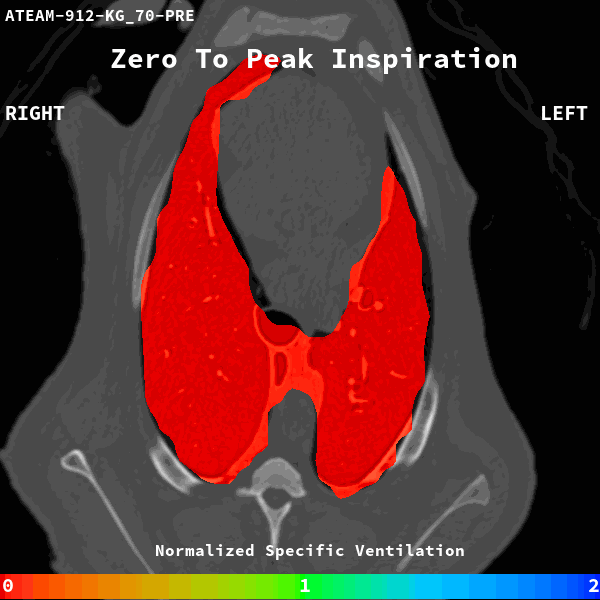 ATEAM-912-KG_70-PRE
Zero To Peak Inspiration
RIGHT LEFT
Normalized Specific Ventilation
0 1 2